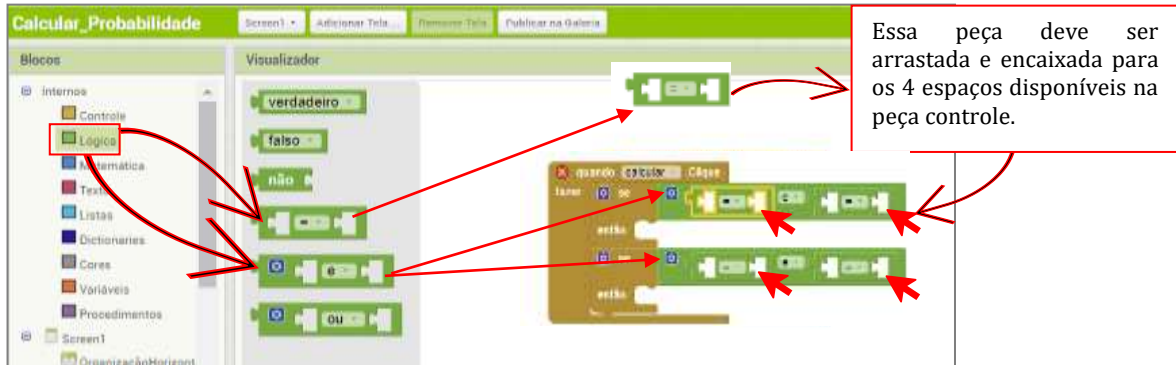 Calcular_Probabilidade
Screen1
Adicionar Tela ...
Remover Tela
Publicar na Galeria
Essa peça deve ser
arrastada e encaixada para
os 4 espaços disponíveis na
peça controle.
Blocos
Visualizador
Internos
Controle
Lógica
Matemática
Texto
Listas
Dictionaries
Cores
Variáveis
Procedimentos
Screen1
OrganizaçãoHorizont
verdadeiro
falso
não
=
e
ou
=
quando calcular Clique
fazer se
= e =
então
se
= e =
então